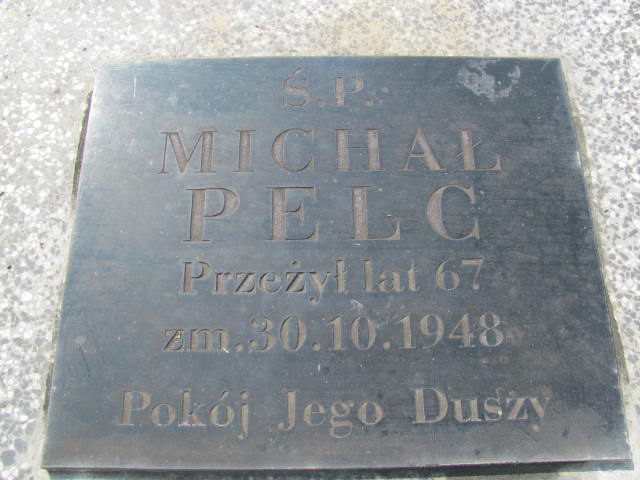 Ś.P.
MICHAŁ
PELC
Przeżył lat 67
zm.30.10.1948
Pokój Jego Duszy